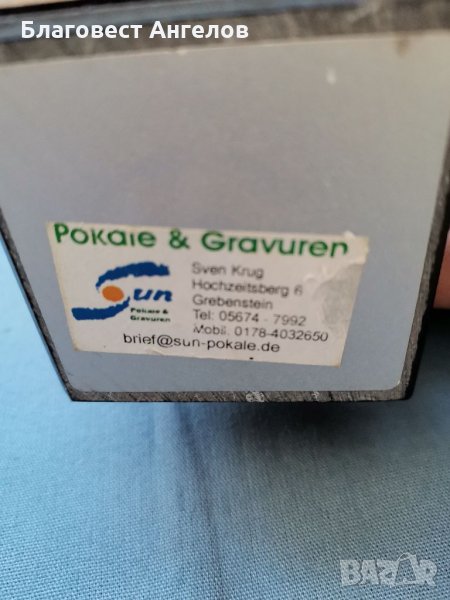 Благовест Ангелов
Pokale & Gravuren
Sun
Pokale &
Gravuren
Sven Krug
Hochzeitsberg 6
Grebenstein
Tel: 05674 - 7992
Mobil. 0178-4032650
brief@sun-pokale.de
BAZAR